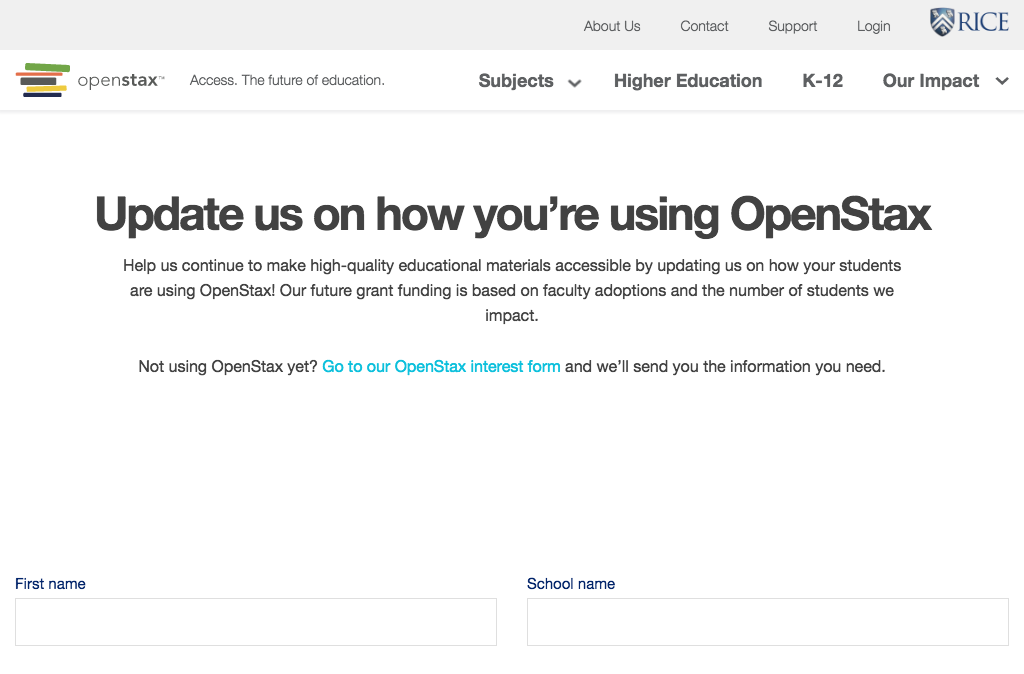 About Us Contact Support Login RICE
openstax™ Access. The future of education. Subjects Higher Education K-12 Our Impact
Update us on how you’re using OpenStax
Help us continue to make high-quality educational materials accessible by updating us on how your students
are using OpenStax! Our future grant funding is based on faculty adoptions and the number of students we
impact.
Not using OpenStax yet? Go to our OpenStax interest form and we’ll send you the information you need.
First name School name